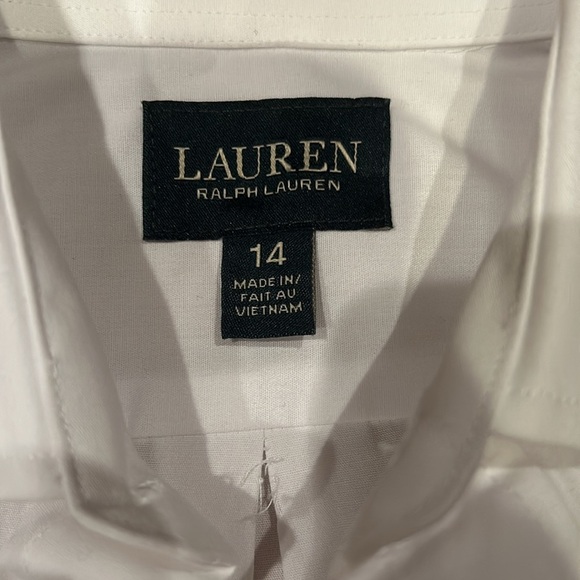 LAUREN
RALPH LAUREN
14
MADE IN/
FAIT AU
VIETNAM